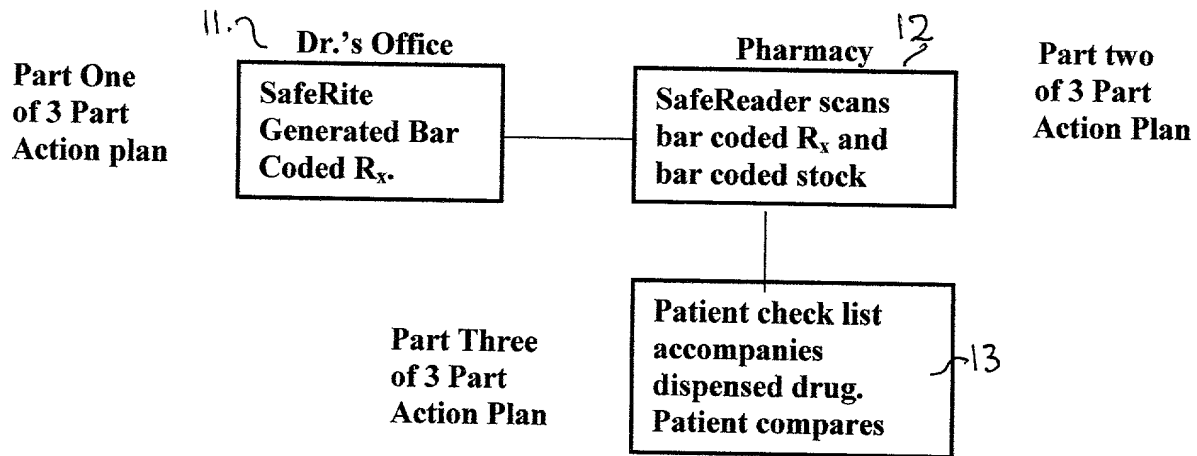 11.
Dr.'s Office
Part One
of 3 Part
Action plan
SafeRite
Generated Bar
Coded Rx.
12
Pharmacy
SafeReader scans
bar coded Rx and
bar coded stock
Part two
of 3 Part
Action Plan
Part Three
of 3 Part
Action Plan
Patient check list
accompanies
dispensed drug.
Patient compares
13